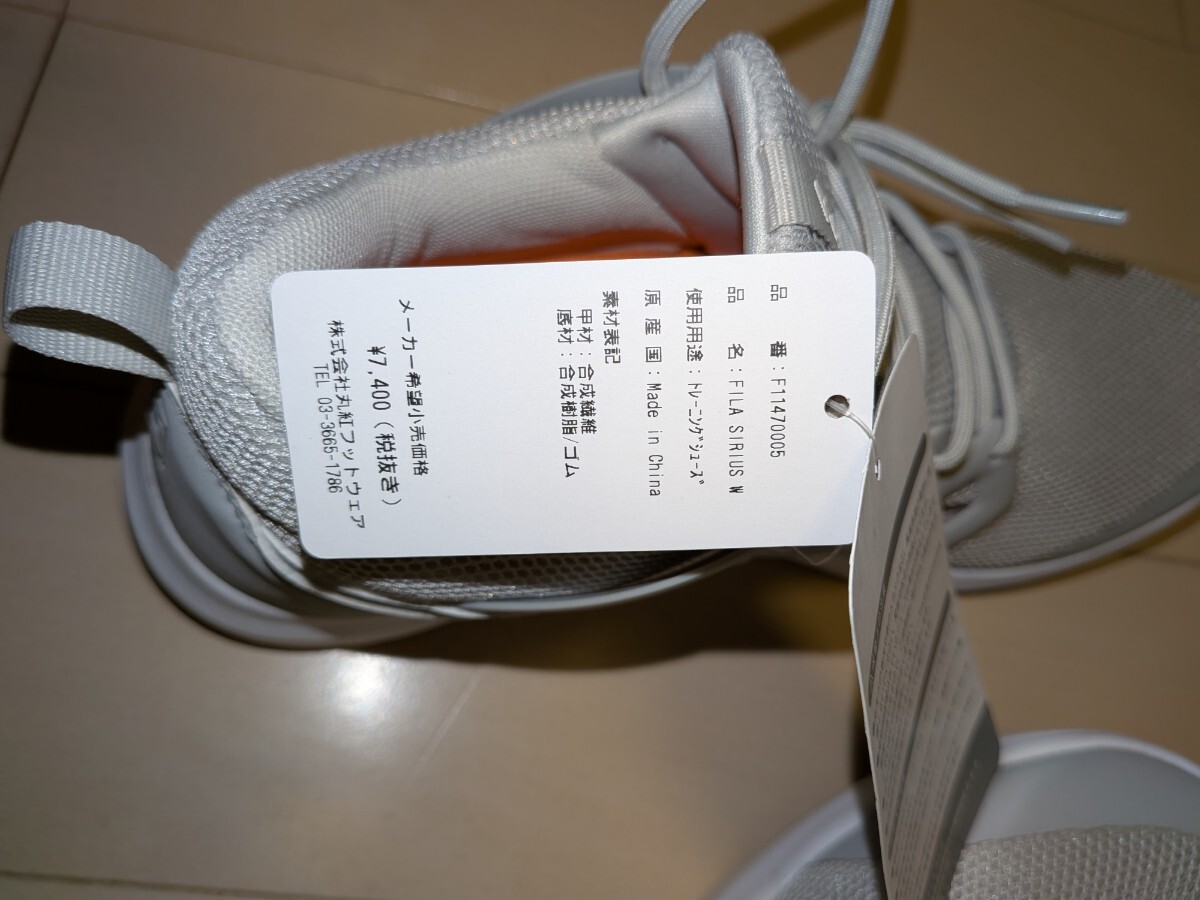 品　　番：F11470005
品　　名：FILA SIRIUS W
使用用途：ﾄﾚｰﾆﾝｸﾞｼｭｰｽﾞ
原 産 国：Made in China
素材表記
甲材：合成繊維
底材：合成樹脂/ゴム
メーカー希望小売価格
¥7,400（税抜き）
株式会社丸紅フットウェア
TEL 03-3665-1786